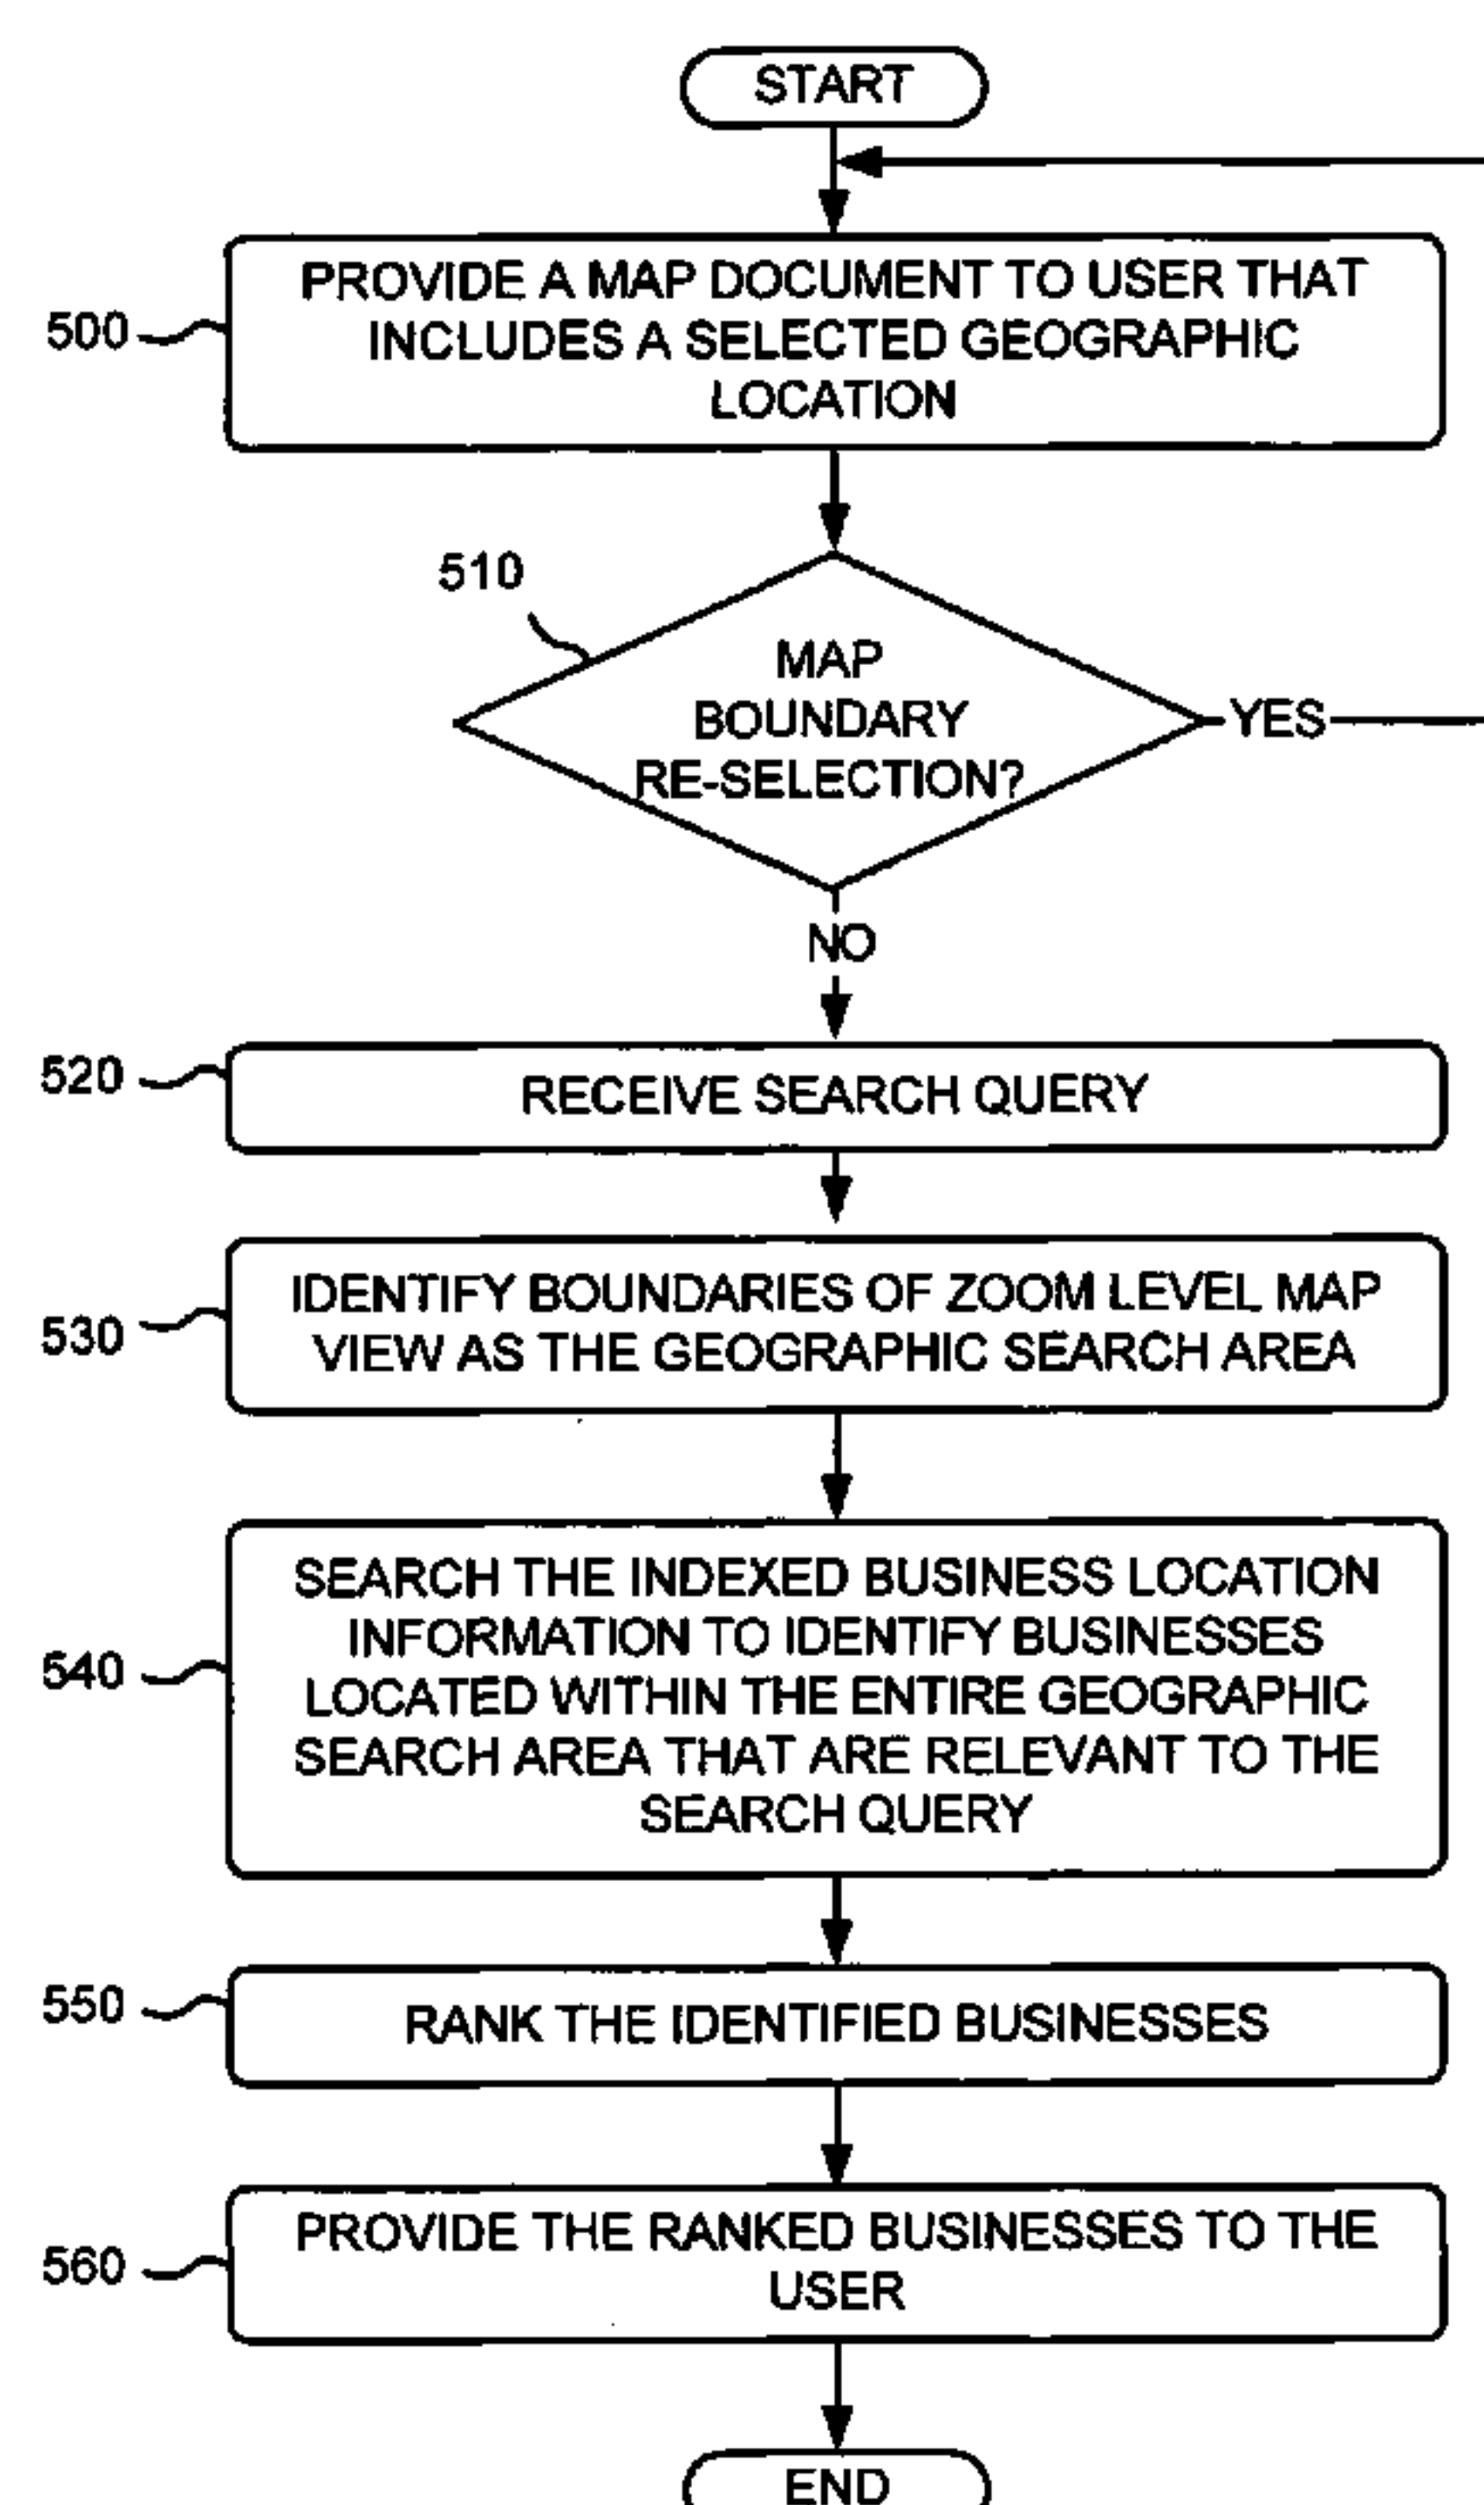 START
PROVIDE A MAP DOCUMENT TO USER THAT
INCLUDES A SELECTED GEOGRAPHIC
LOCATION
500
510
MAP
BOUNDARY
RE-SELECTION?
YES
NO
520
RECEIVE SEARCH QUERY
530
IDENTIFY BOUNDARIES OF ZOOM LEVEL MAP
VIEW AS THE GEOGRAPHIC SEARCH AREA
540
SEARCH THE INDEXED BUSINESS LOCATION
INFORMATION TO IDENTIFY BUSINESSES
LOCATED WITHIN THE ENTIRE GEOGRAPHIC
SEARCH AREA THAT ARE RELEVANT TO THE
SEARCH QUERY
550
RANK THE IDENTIFIED BUSINESSES
560
PROVIDE THE RANKED BUSINESSES TO THE
USER
END